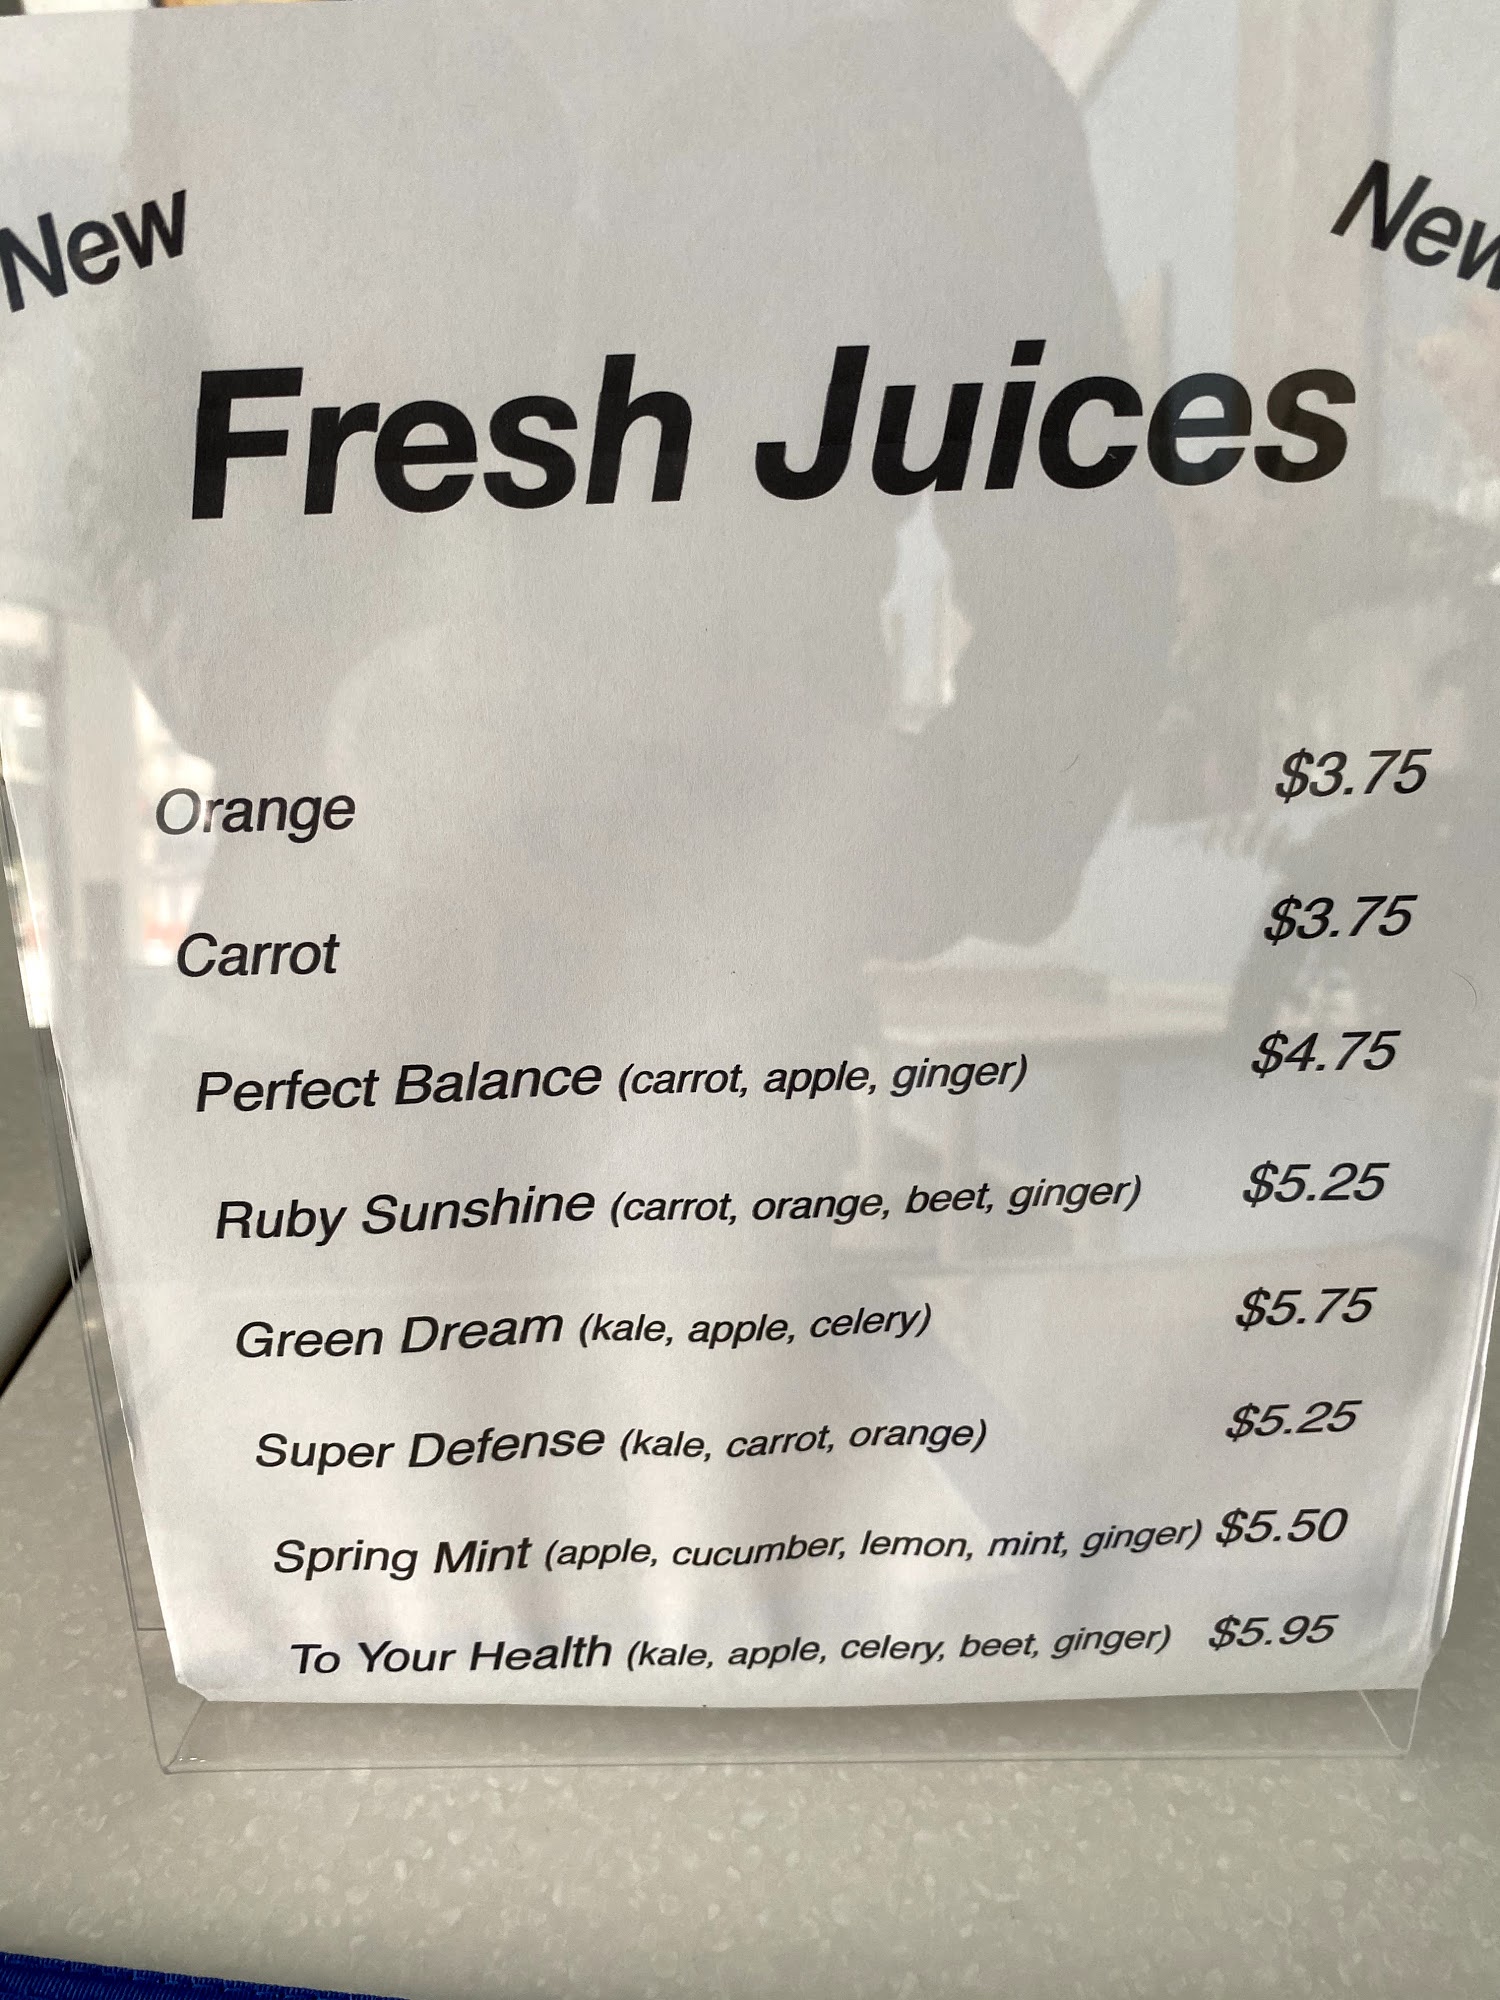 New
New
Fresh Juices
Orange $3.75
Carrot $3.75
Perfect Balance (carrot, apple, ginger) $4.75
Ruby Sunshine (carrot, orange, beet, ginger) $5.25
Green Dream (kale, apple, celery) $5.75
Super Defense (kale, carrot, orange) $5.25
Spring Mint (apple, cucumber, lemon, mint, ginger) $5.50
To Your Health (kale, apple, celery, beet, ginger) $5.95